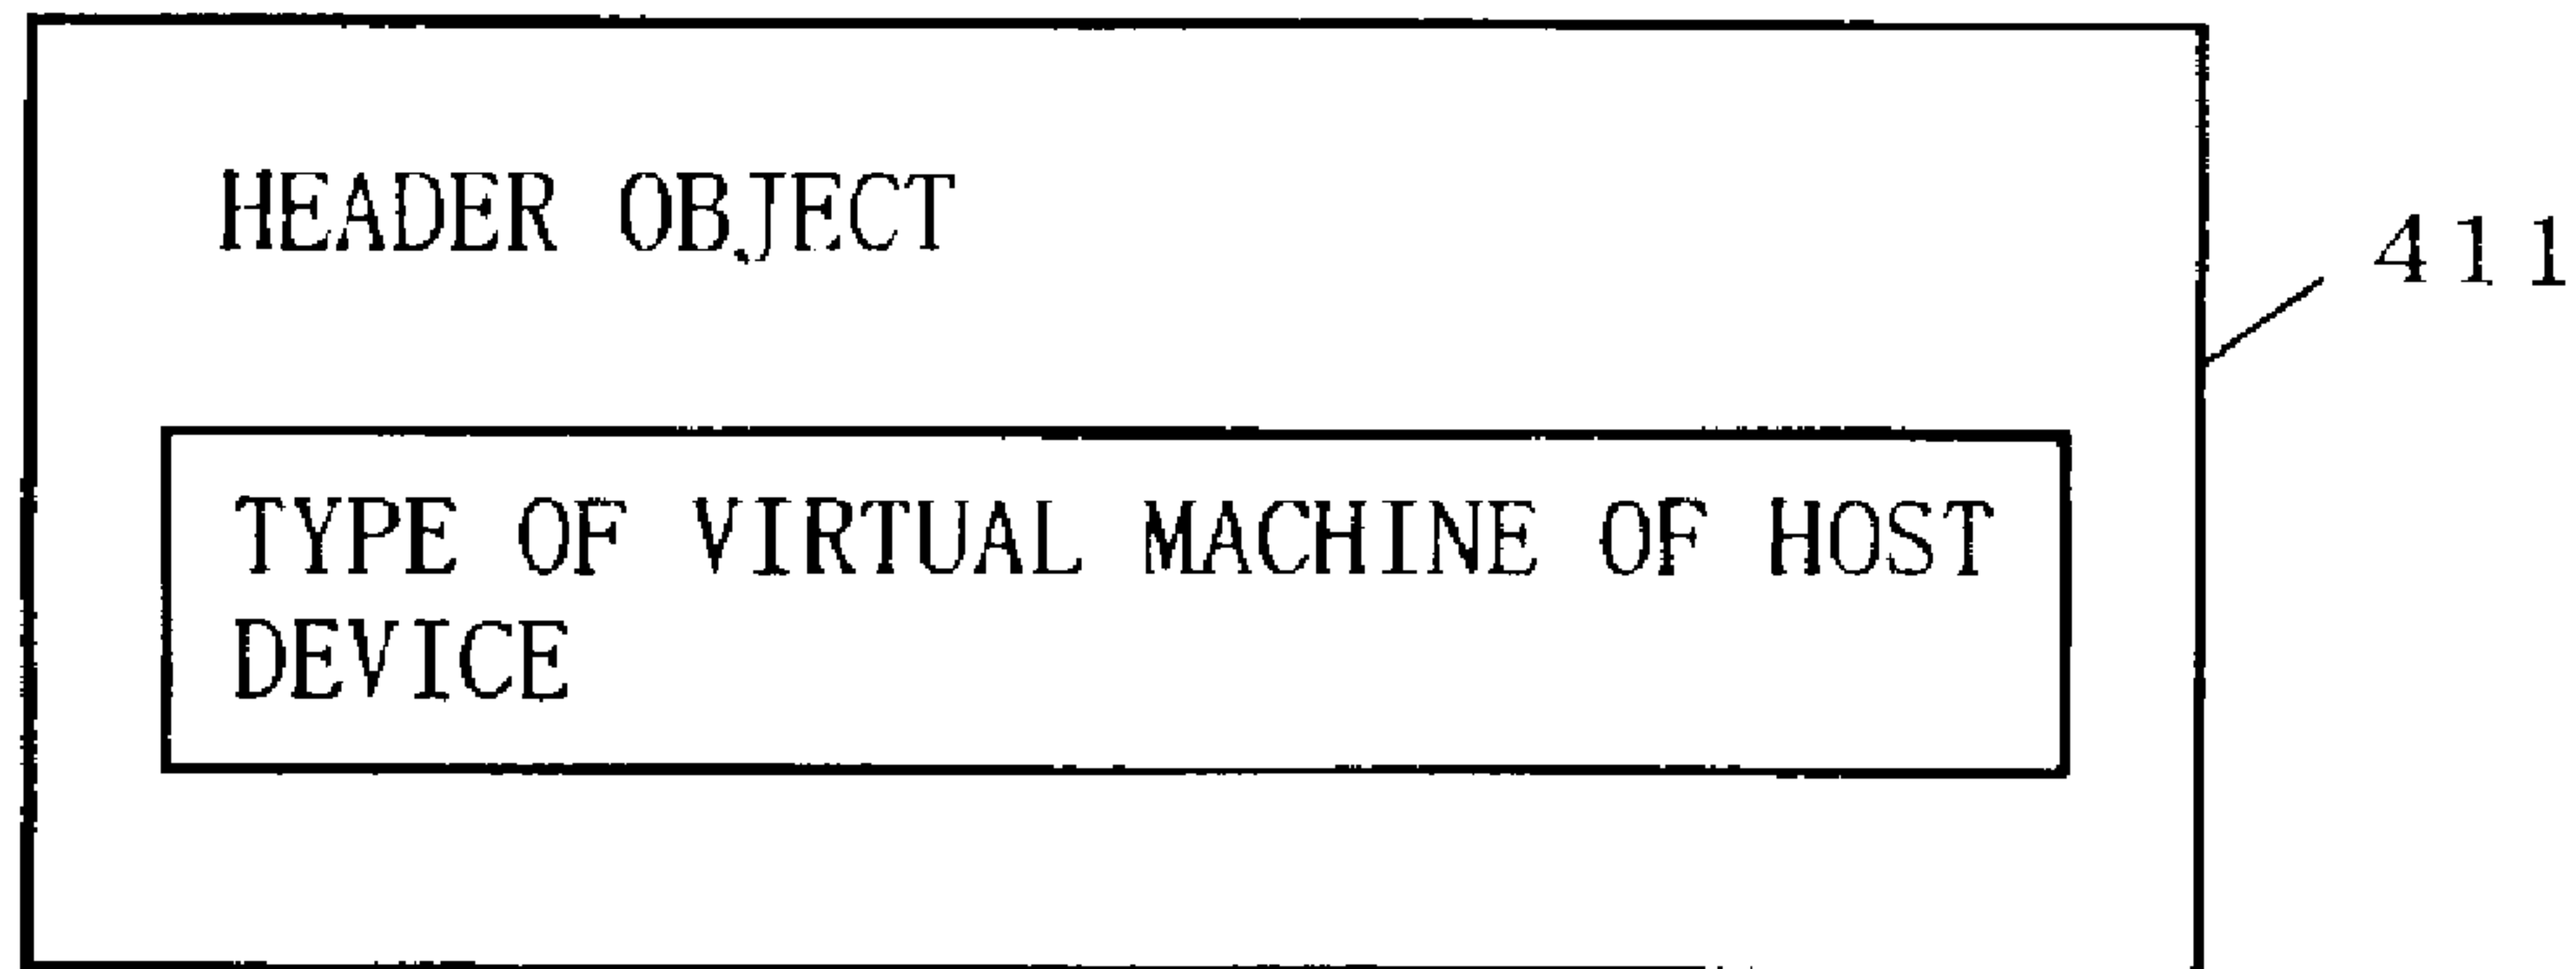 HEADER OBJECT
411
TYPE OF VIRTUAL MACHINE OF HOST
DEVICE